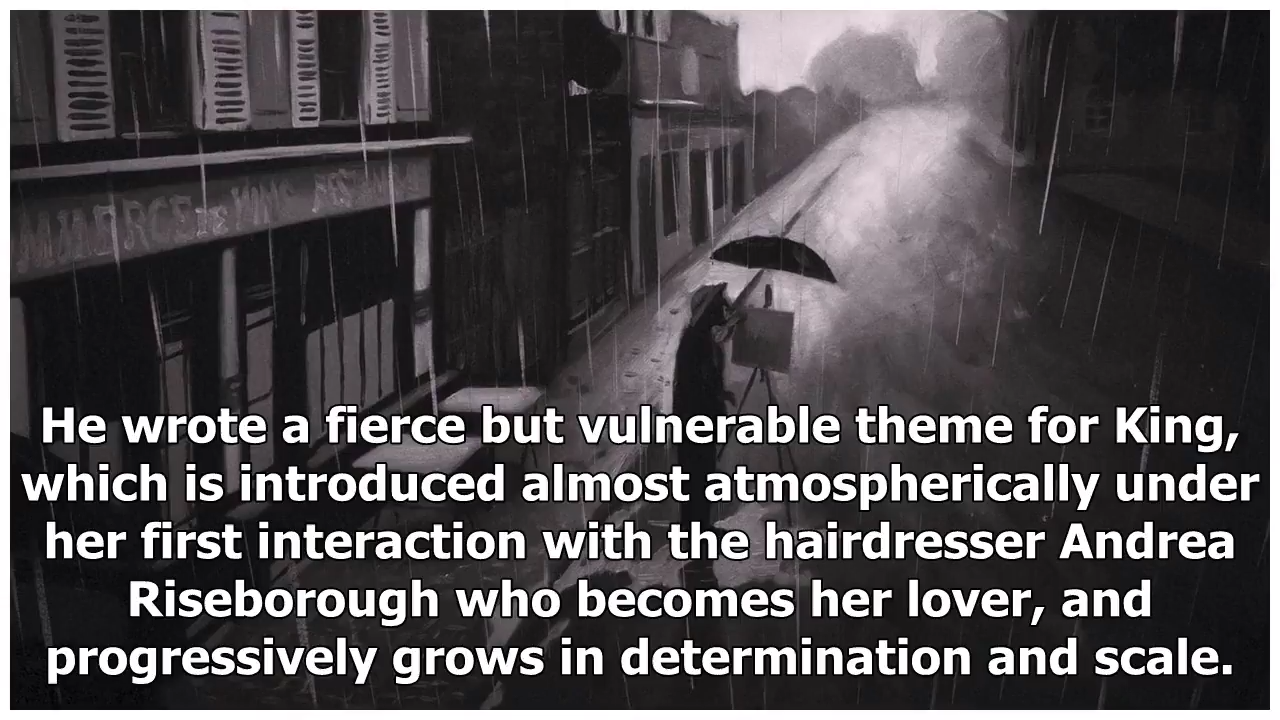 He wrote a fierce but vulnerable theme for King,
which is introduced almost atmospherically under
her first interaction with the hairdresser Andrea
Riseborough who becomes her lover, and
progressively grows in determination and scale.